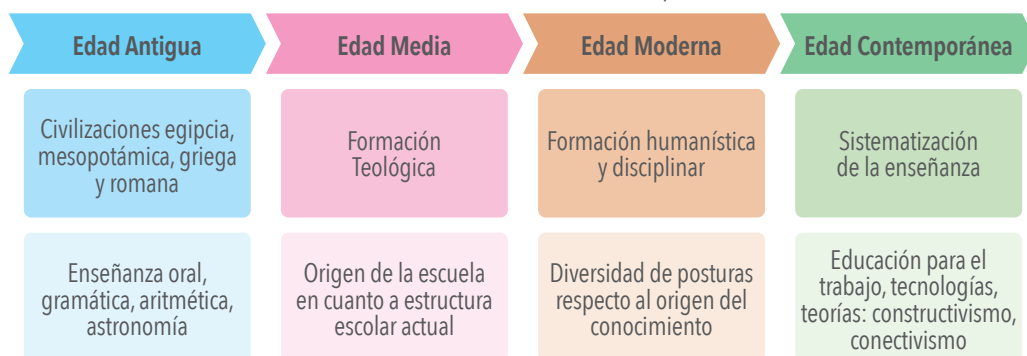 Edad Antigua
Edad Media
Edad Moderna
Edad Contemporánea
Civilizaciones egipcia,
mesopotámica, griega
y romana
Formación
Teológica
Formación humanística
y disciplinar
Sistematización
de la enseñanza
Enseñanza oral,
gramática, aritmética,
astronomía
Origen de la escuela
en cuanto a estructura
escolar actual
Diversidad de posturas
respecto al origen del
conocimiento
Educación para el
trabajo, tecnologías,
teorías: constructivismo,
conectivismo